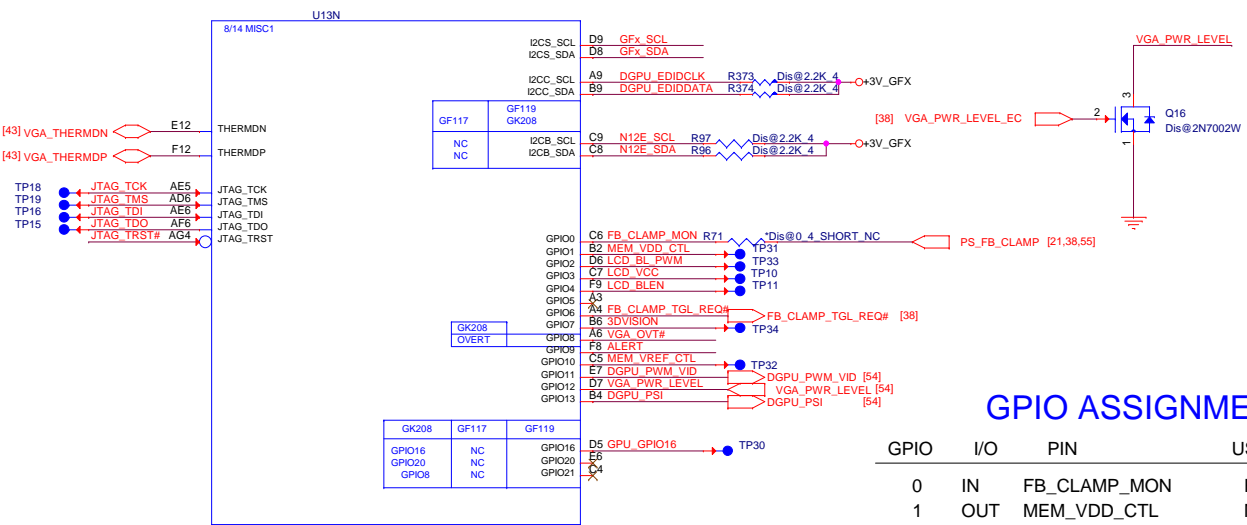 U13N
8/14 MISC1
I2CS_SCL D9 GFx_SCL
I2CS_SDA D8 GFx_SDA
VGA_PWR_LEVEL
I2CC_SCL A9 DGPU_EDIDCLK R373 Dis@2.2K_4
I2CC_SDA B9 DGPU_EDIDDATA R374 Dis@2.2K_4
+3V_GFX
GF117 GF119 GK208
NC
NC
3
2
1
[38] VGA_PWR_LEVEL_EC
Q16
Dis@2N7002W
[43] VGA_THERMDN E12 THERMDN
[43] VGA_THERMDP F12 THERMDP
I2CB_SCL C9 N12E_SCL R97 Dis@2.2K_4
I2CB_SDA C8 N12E_SDA R96 Dis@2.2K_4
+3V_GFX
TP18 JTAG_TCK AE5 JTAG_TCK
TP19 JTAG_TMS AD6 JTAG_TMS
TP16 JTAG_TDI AE6 JTAG_TDI
TP15 JTAG_TDO AF6 JTAG_TDO
JTAG_TRST# AG4 JTAG_TRST
GPIO0 C6 FB_CLAMP_MON R71 *Dis@0_4_SHORT_NC PS_FB_CLAMP [21,38,55]
GPIO1 B2 MEM_VDD_CTL TP31
GPIO2 D6 LCD_BL_PWM TP33
GPIO3 C7 LCD_VCC TP10
GPIO4 F9 LCD_BLEN TP11
GPIO5 A3
GPIO6 A4 FB_CLAMP_TGL_REQ# FB_CLAMP_TGL_REQ# [38]
GPIO7 B6 3DVISION TP34
GK208
OVERT
GPIO8 A6 VGA_OVT#
GPIO9 F8 ALERT
GPIO10 C5 MEM_VREF_CTL TP32
GPIO11 E7 DGPU_PWM_VID DGPU_PWM_VID [54]
GPIO12 D7 VGA_PWR_LEVEL VGA_PWR_LEVEL [54]
GPIO13 B4 DGPU_PSI DGPU_PSI [54]
GK208 GF117 GF119
GPIO16 NC GPIO16 D5 GPU_GPIO16 TP30
GPIO20 NC GPIO20 E6
GPIO8 NC GPIO21 C4
GPIO ASSIGNME
GPIO I/O PIN US
0 IN FB_CLAMP_MON
1 OUT MEM_VDD_CTL